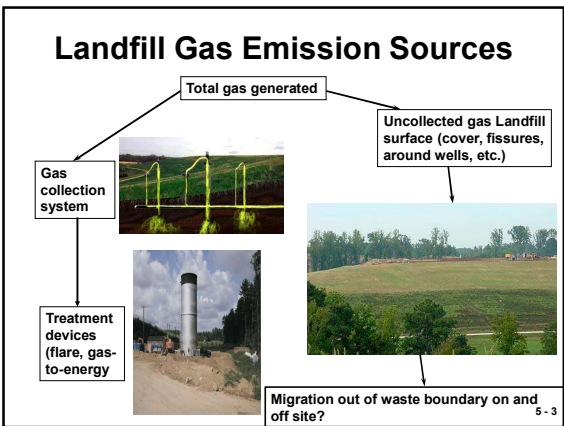 Landfill Gas Emission Sources
Total gas generated
Uncollected gas Landfill
surface (cover, fissures,
around wells, etc.)
Gas
collection
system
Treatment
devices
(flare, gas-
to-energy
Migration out of waste boundary on and
off site?
5 - 3